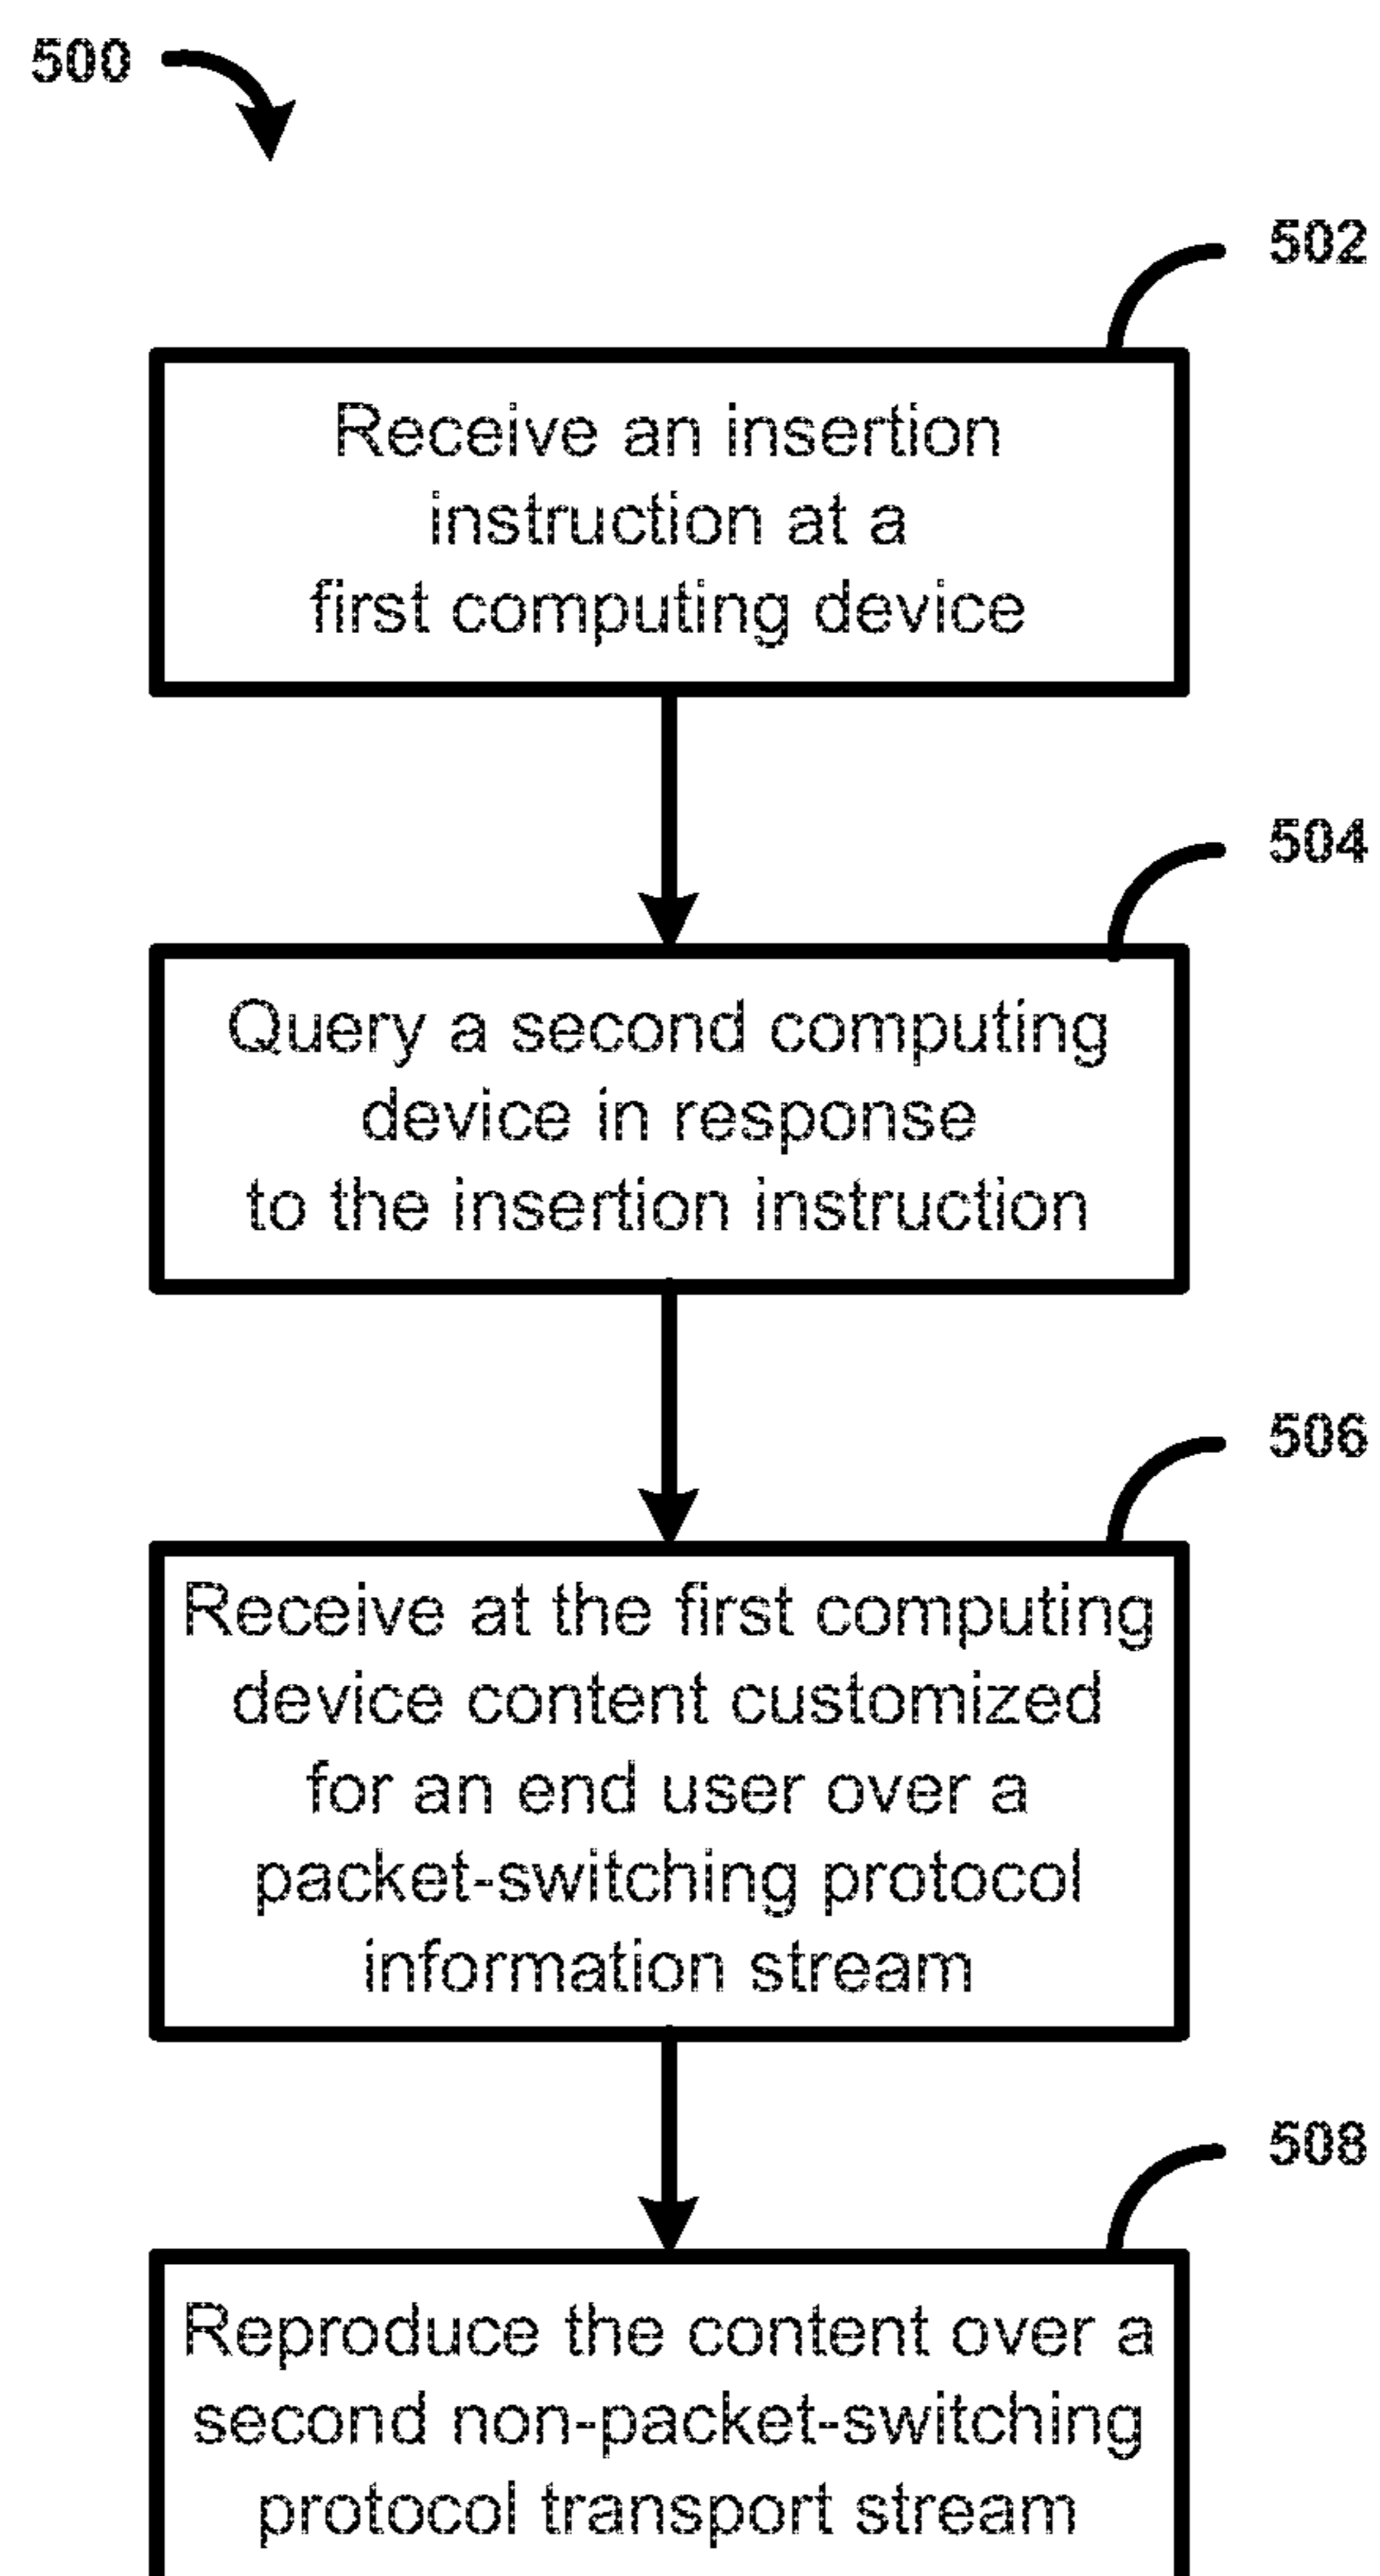 500
502
Receive an insertion
instruction at a
first computing device
504
Query a second computing
device in response
to the insertion instruction
506
Receive at the first computing
device content customized
for an end user over a
packet-switching protocol
information stream
508
Reproduce the content over a
second non-packet-switching
protocol transport stream